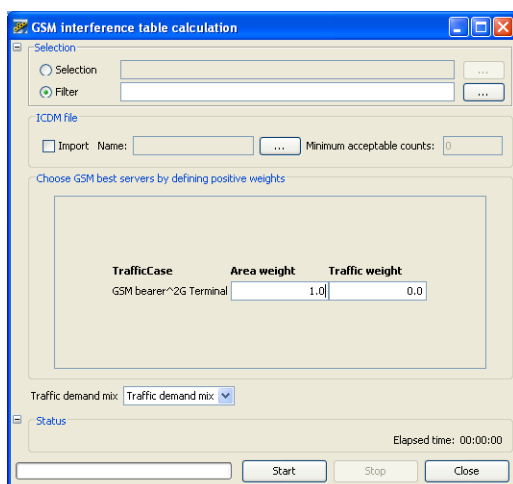 GSM interference table calculation
Selection
Selection ...
Filter ...
ICDM file
Import Name: ... Minimum acceptable counts: 0
Choose GSM best servers by defining positive weights
TrafficCase Area weight Traffic weight
GSM bearer^2G Terminal 1.0 0.0
Traffic demand mix Traffic demand mix
Status
Elapsed time: 00:00:00
Start Stop Close